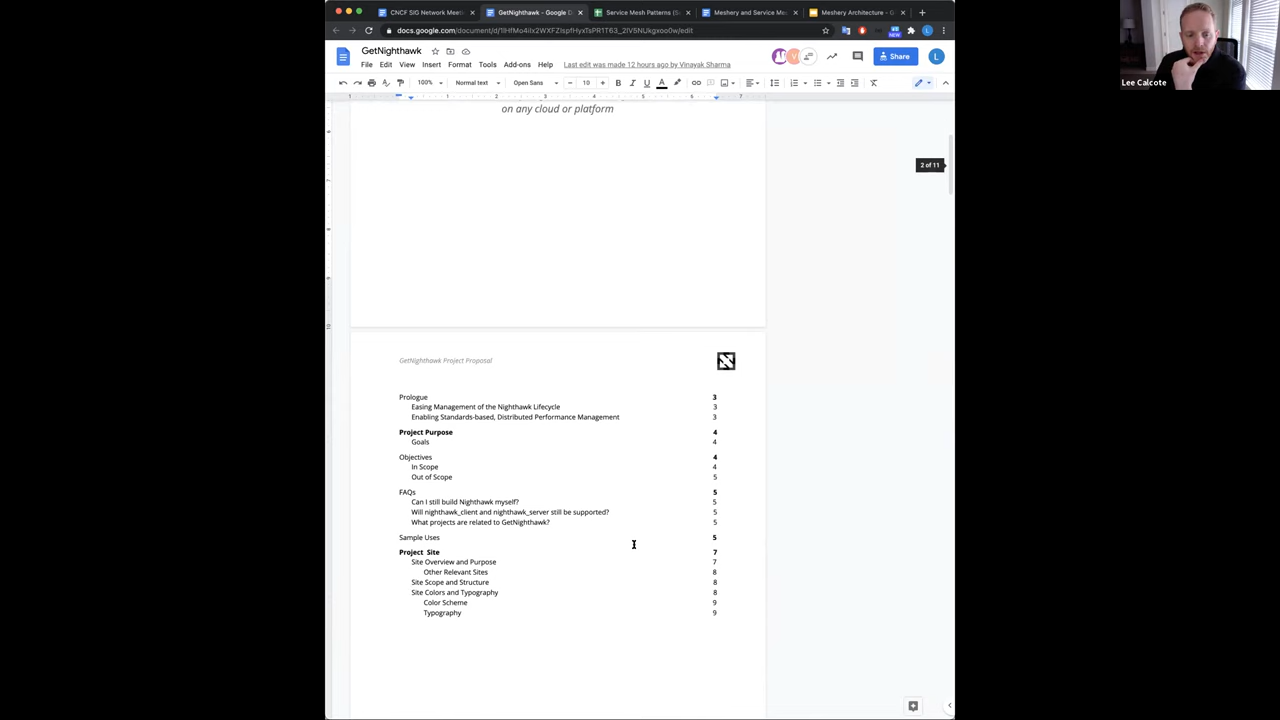 CNCF SIG Network Meet
GetNighthawk - Google D
Service Mesh Patterns (S
Meshery and Service M
Meshery Architecture - G
GetNighthawk
File Edit View Insert Format Tools Add-ons Help
Last edit was made 12 hours ago by Vinayak Sharma
Share
L
Lee Calcote
100%
Normal text
Open Sans
10
on any cloud or platform
2 of 11
GetNighthawk Project Proposal
Prologue 3
Easing Management of the Nighthawk Lifecycle 3
Enabling Standards-based, Distributed Performance Management 3
Project Purpose 4
Goals 4
Objectives 4
In Scope 4
Out of Scope 5
FAQs 5
Can I still build Nighthawk myself? 5
Will nighthawk_client and nighthawk_server still be supported? 5
What projects are related to GetNighthawk? 5
Sample Uses 5
Project Site 7
Site Overview and Purpose 7
Other Relevant Sites 8
Site Scope and Structure 8
Site Colors and Typography 8
Color Scheme 9
Typography 9